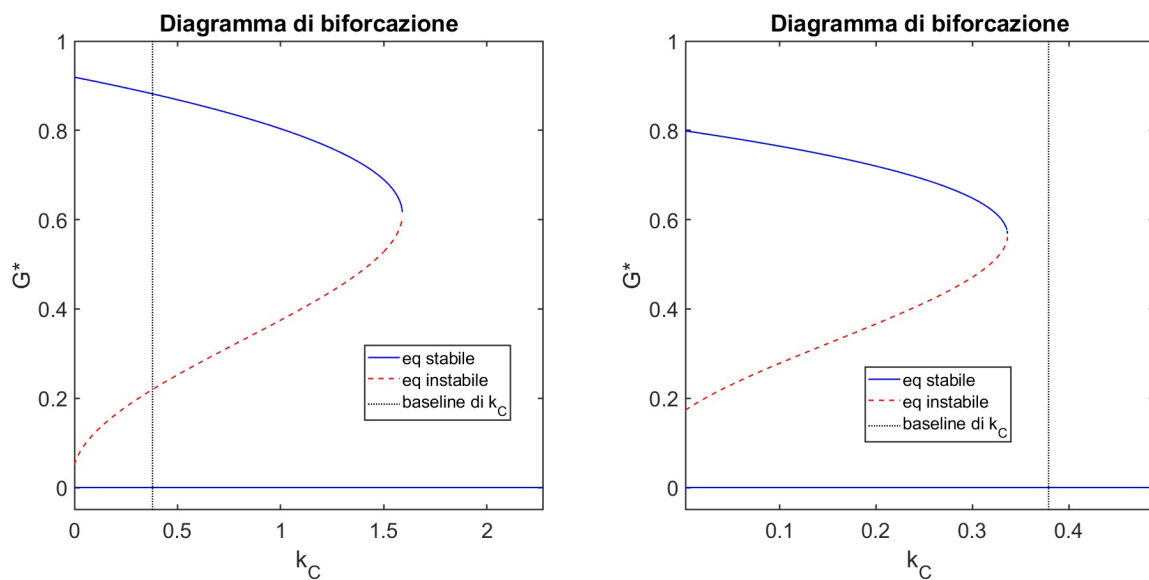 Diagramma di biforcazione
1
0.8
0.6
0.4
0.2
0
G*
0 0.5 1 1.5 2
k_C
eq stabile
eq instabile
baseline di k_C
Diagramma di biforcazione
1
0.8
0.6
0.4
0.2
0
G*
0.1 0.2 0.3 0.4
k_C
eq stabile
eq instabile
baseline di k_C